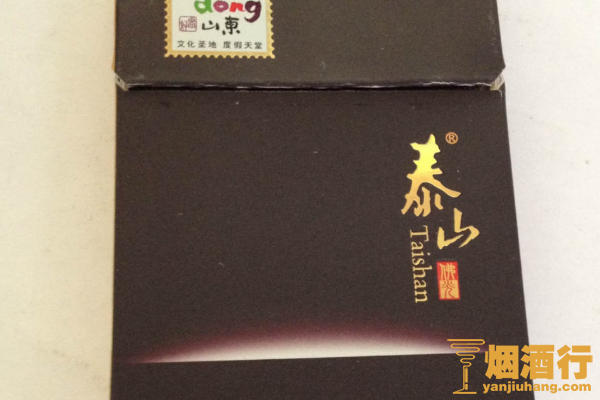 dong
山東
文化圣地 度假天堂
泰山®
Taishan
佛光
烟酒行
yanjiuhang.com